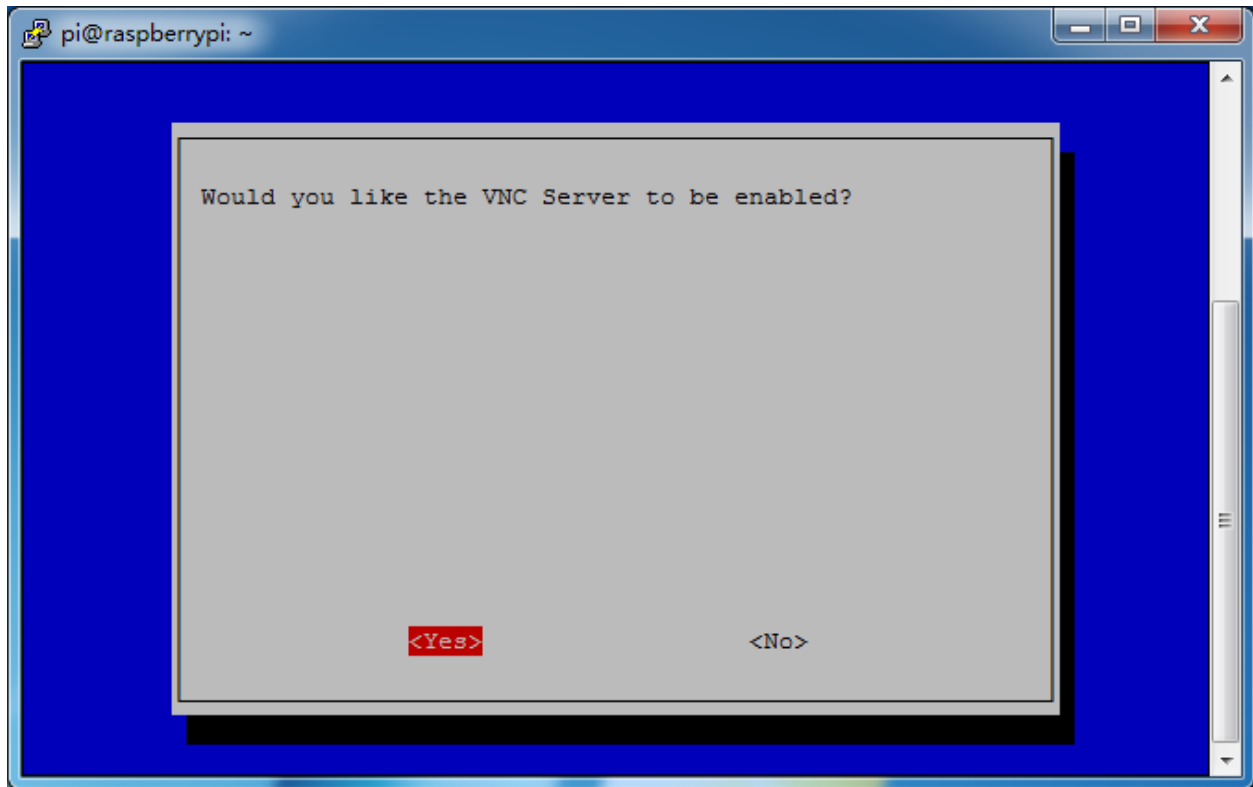 pi@raspberrypi: ~
Would you like the VNC Server to be enabled?
<Yes> <No>